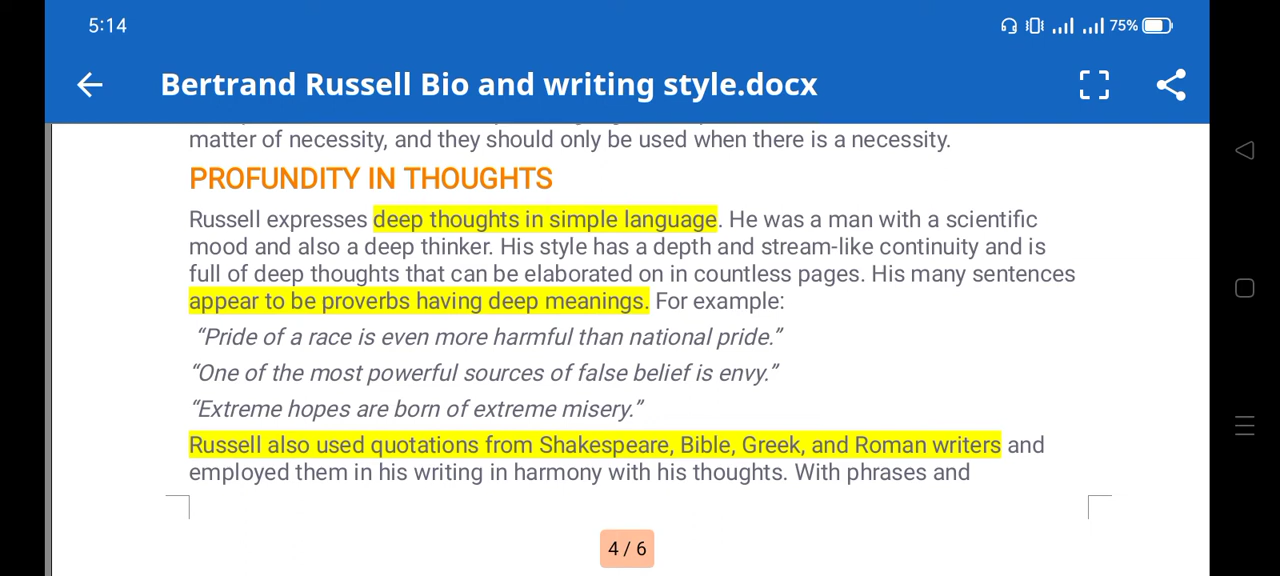 5:14
75%
Bertrand Russell Bio and writing style.docx
matter of necessity, and they should only be used when there is a necessity.
PROFUNDITY IN THOUGHTS
Russell expresses deep thoughts in simple language. He was a man with a scientific
mood and also a deep thinker. His style has a depth and stream-like continuity and is
full of deep thoughts that can be elaborated on in countless pages. His many sentences
appear to be proverbs having deep meanings. For example:
“Pride of a race is even more harmful than national pride.”
“One of the most powerful sources of false belief is envy.”
“Extreme hopes are born of extreme misery.”
Russell also used quotations from Shakespeare, Bible, Greek, and Roman writers and
employed them in his writing in harmony with his thoughts. With phrases and
4 / 6